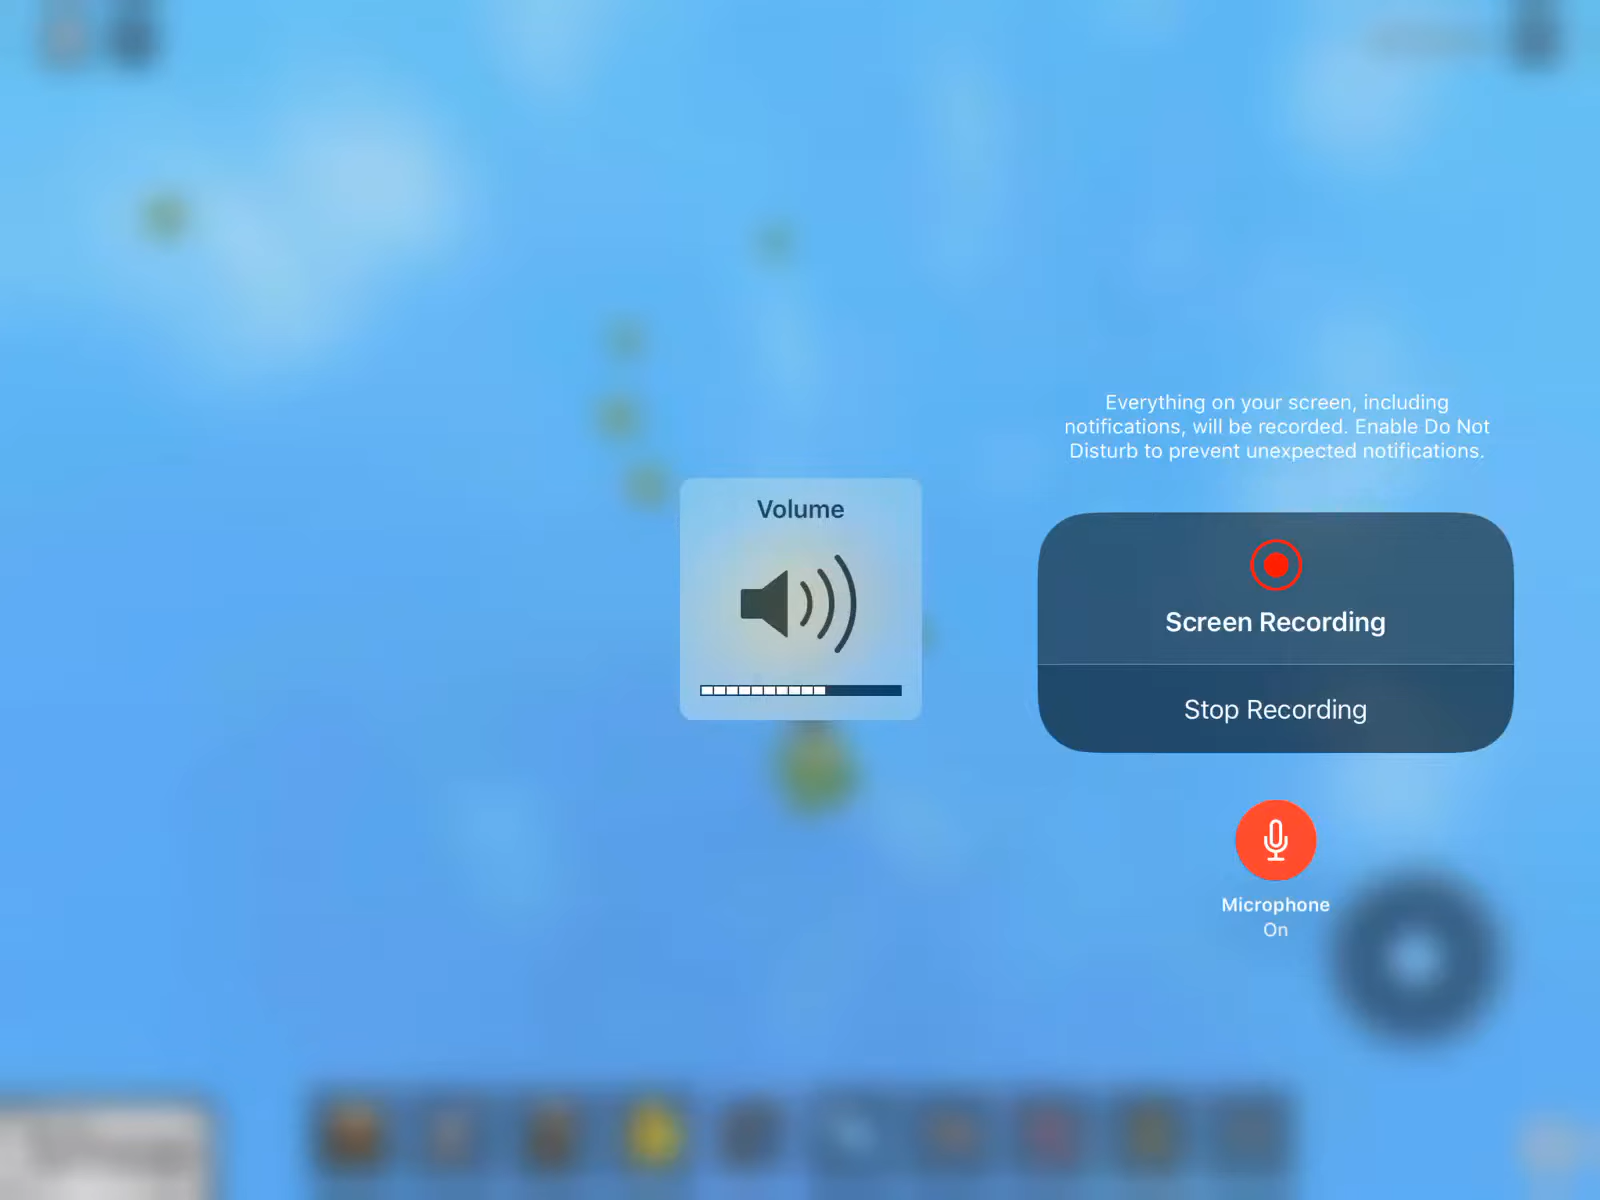 Everything on your screen, including
notifications, will be recorded. Enable Do Not
Disturb to prevent unexpected notifications.
Volume
Screen Recording
Stop Recording
Microphone
On